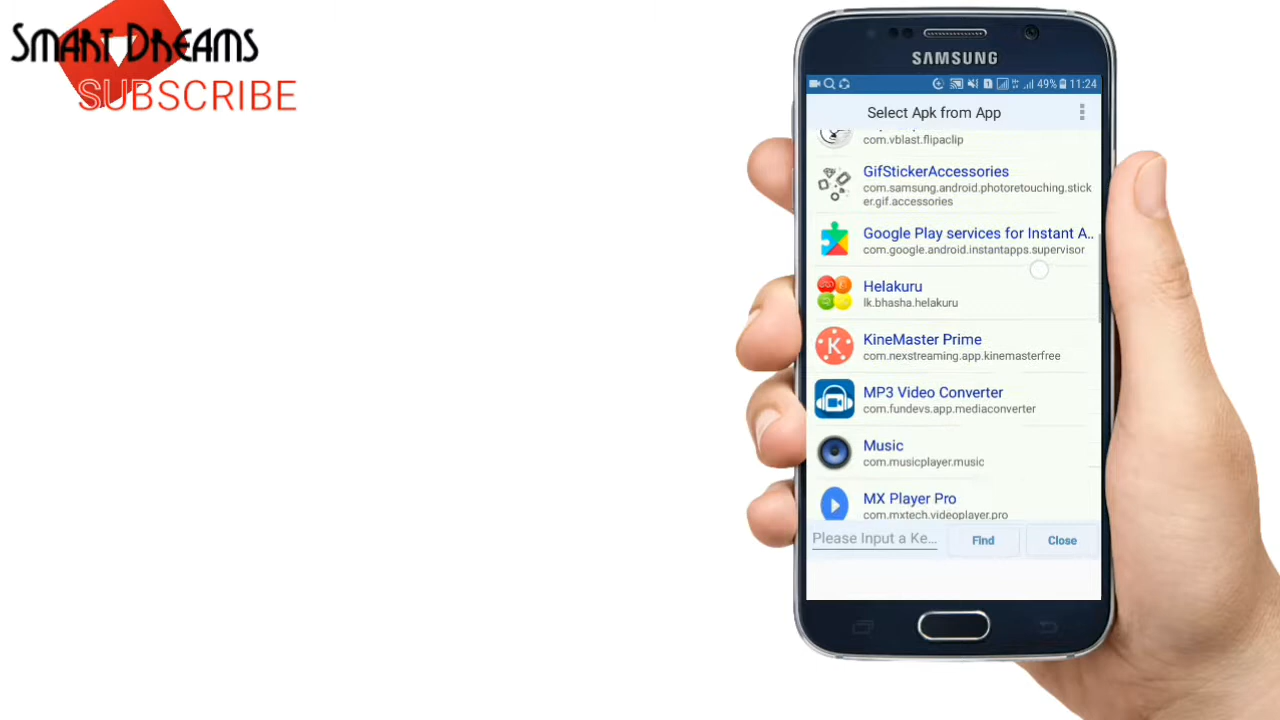 SMART DREAMS
SUBSCRIBE
SAMSUNG
49% 11:24
Select Apk from App
com.vblast.flipaclip
GifStickerAccessories
com.samsung.android.photoretouching.stick
er.gif.accessories
Google Play services for Instant A..
com.google.android.instantapps.supervisor
Helakuru
lk.bhasha.helakuru
KineMaster Prime
com.nexstreaming.app.kinemasterfree
MP3 Video Converter
com.fundevs.app.mediaconverter
Music
com.musicplayer.music
MX Player Pro
com.mxtech.videoplayer.pro
Please Input a Ke... Find Close